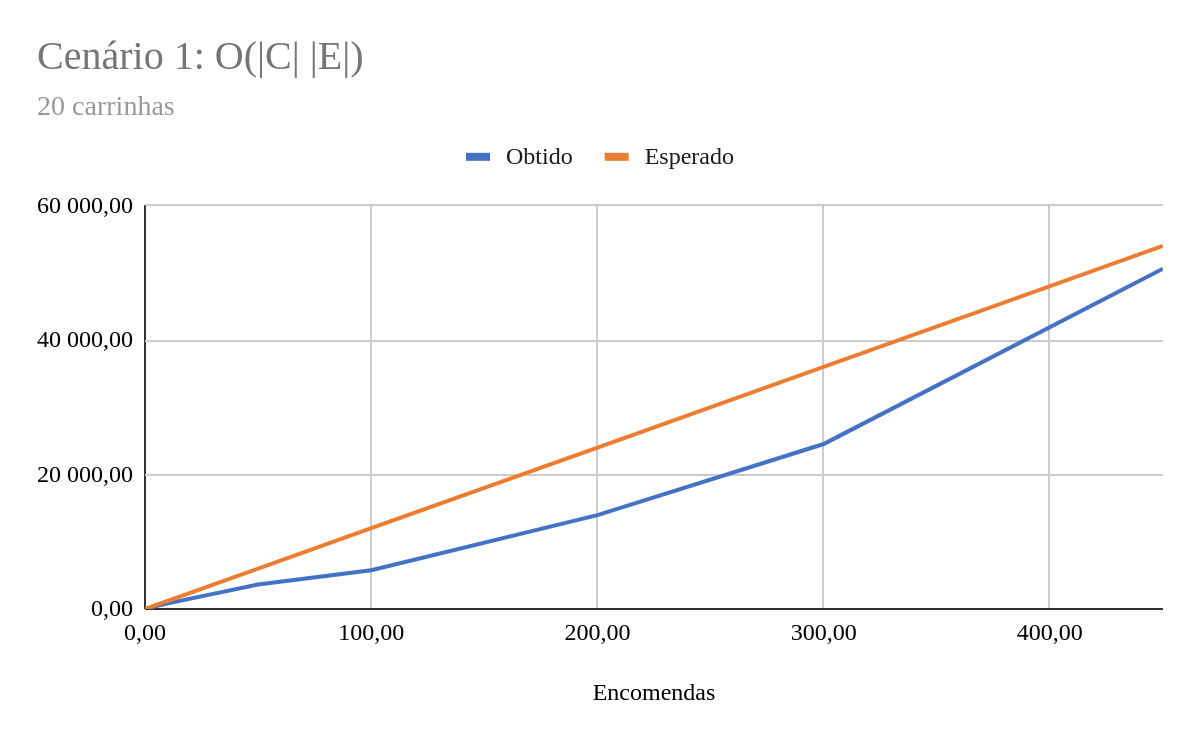 Cenário 1: O(|C| |E|)
20 carrinhas
Obtido Esperado
60 000,00
40 000,00
20 000,00
0,00
0,00 100,00 200,00 300,00 400,00
Encomendas